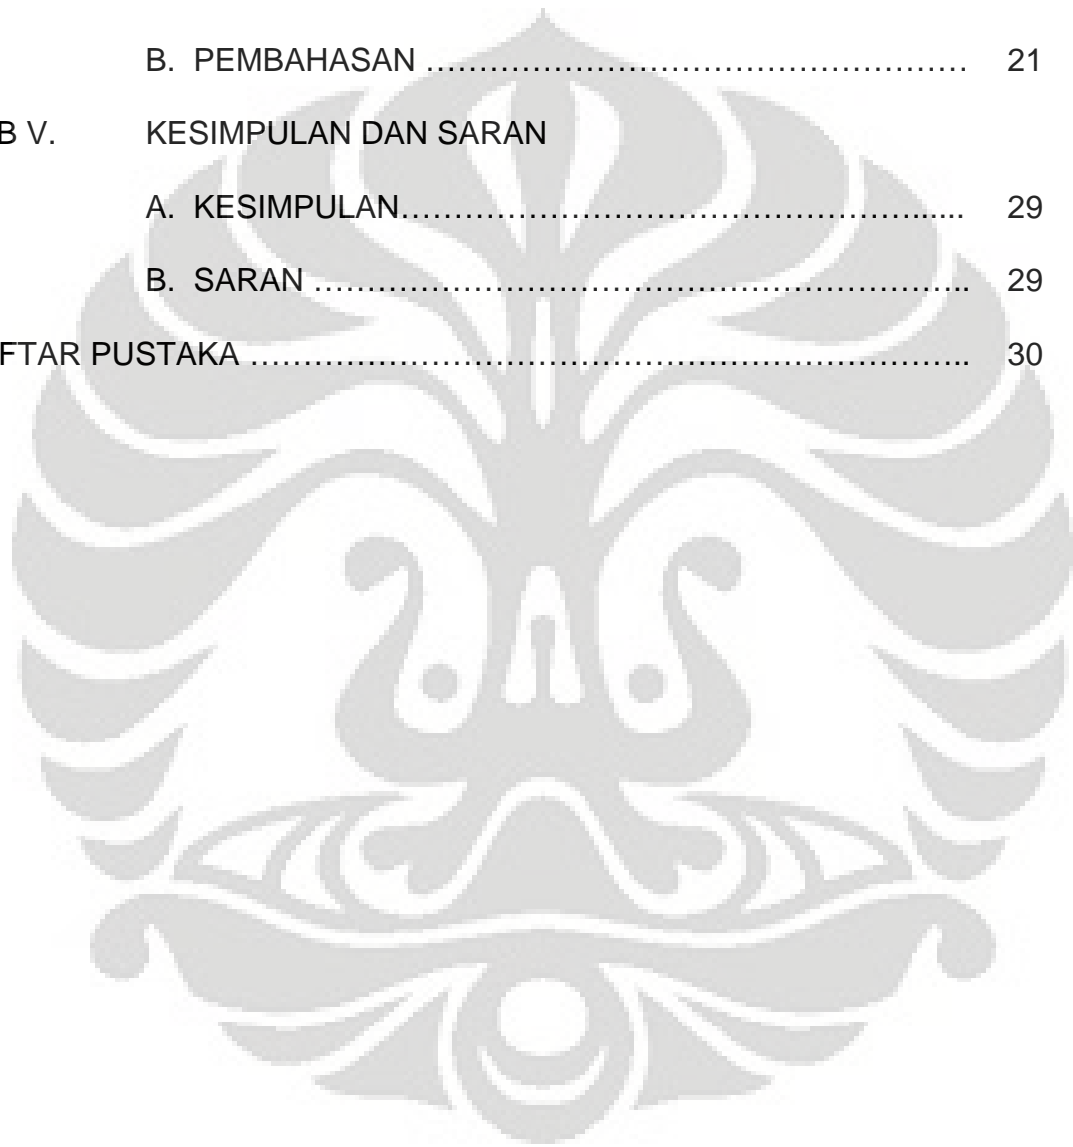 B. PEMBAHASAN …………………………………………… 21
B V. KESIMPULAN DAN SARAN
A. KESIMPULAN…………………………………………...... 29
B. SARAN …………………………………………………….. 29
FTAR PUSTAKA ………………………………………………………….. 30